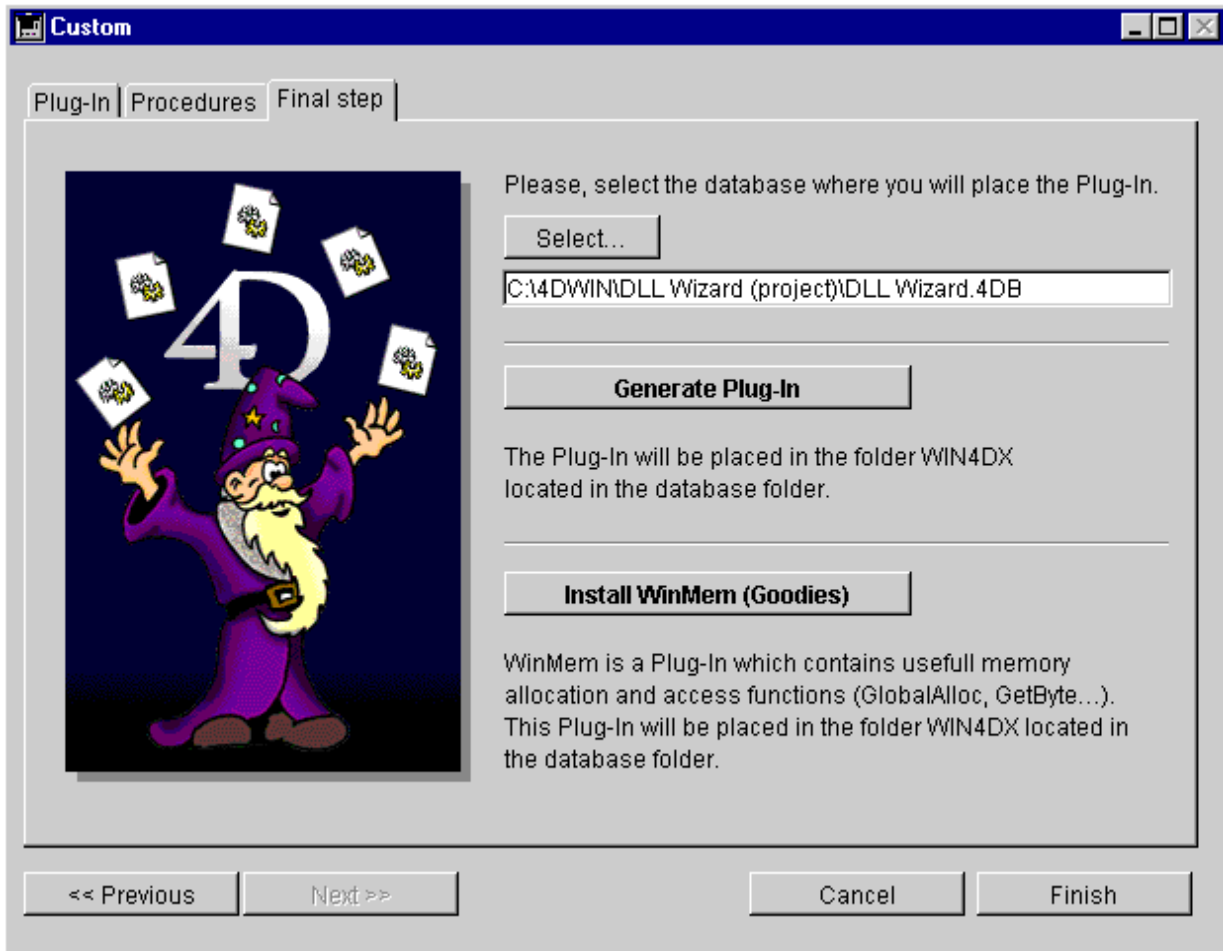 Custom
Plug-In Procedures Final step
4D
Please, select the database where you will place the Plug-In.
Select...
C:\4DWIN\DLL Wizard (project)\DLL Wizard.4DB
Generate Plug-In
The Plug-In will be placed in the folder WIN4DX
located in the database folder.
Install WinMem (Goodies)
WinMem is a Plug-In which contains usefull memory
allocation and access functions (GlobalAlloc, GetByte...).
This Plug-In will be placed in the folder WIN4DX located in
the database folder.
<< Previous Next >> Cancel Finish